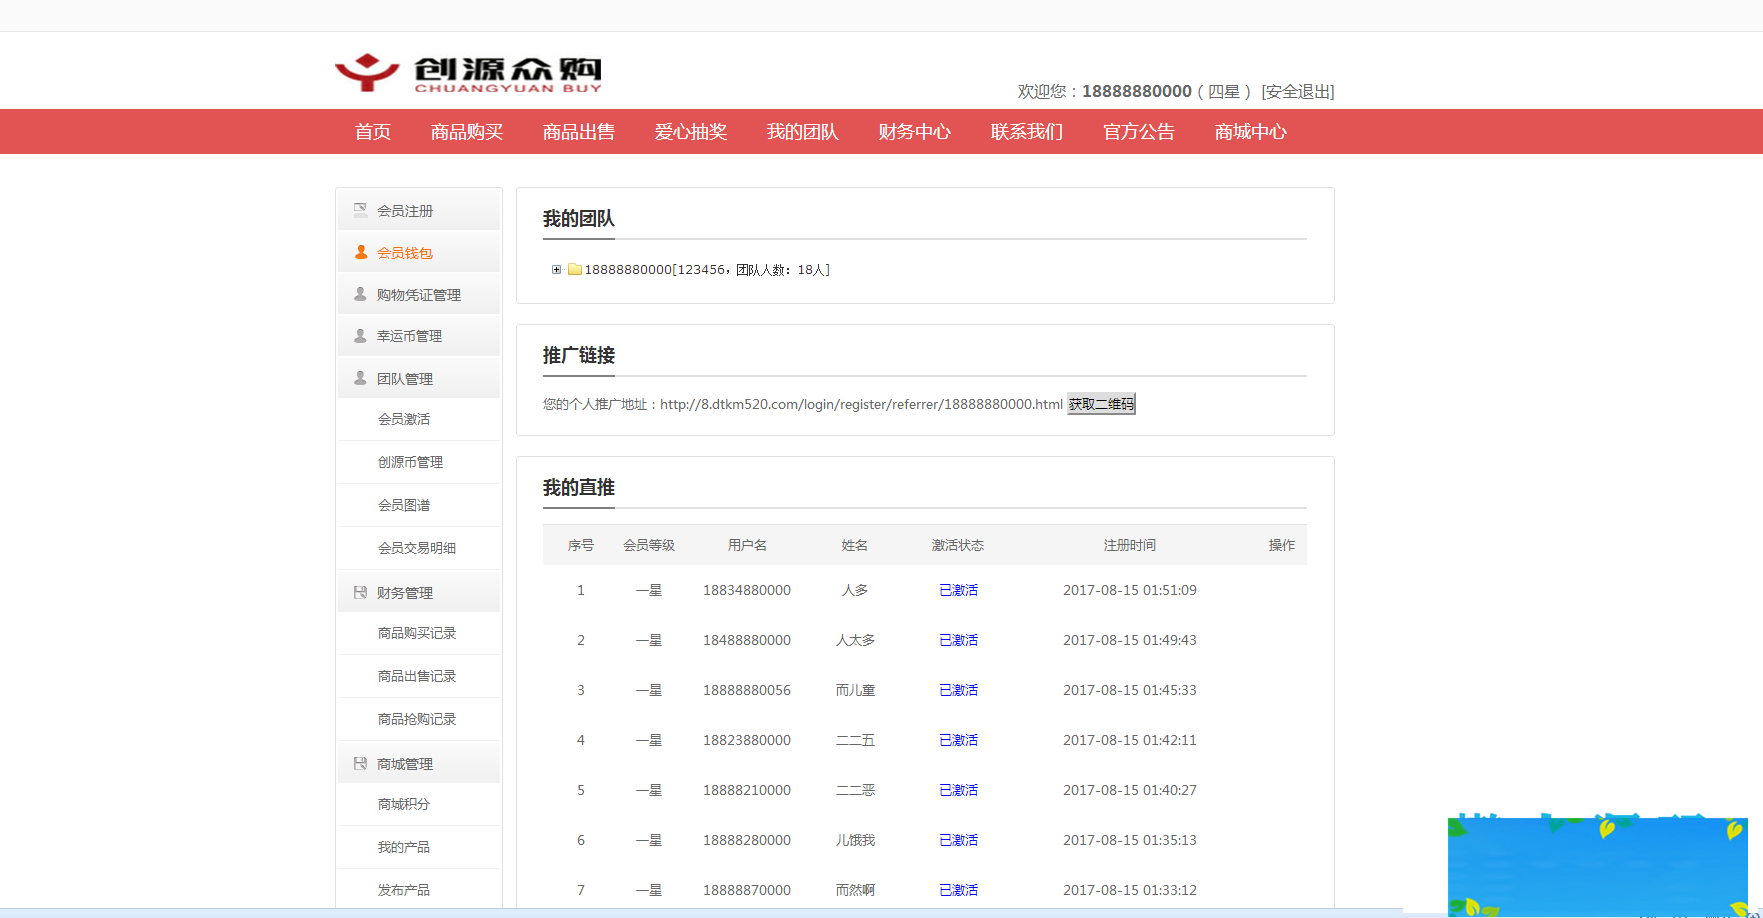 创源众购
CHUANGYUAN BUY
欢迎您：18888880000（四星） [安全退出]
首页 商品购买 商品出售 爱心抽奖 我的团队 财务中心 联系我们 官方公告 商城中心
会员注册
会员钱包
购物凭证管理
幸运币管理
团队管理
会员激活
创源币管理
会员图谱
会员交易明细
财务管理
商品购买记录
商品出售记录
商品抢购记录
商城管理
商城积分
我的产品
发布产品
我的团队
18888880000[123456，团队人数：18人]
推广链接
您的个人推广地址：http://8.dtkm520.com/login/register/referrer/18888880000.html 获取二维码
我的直推
序号 会员等级 用户名 姓名 激活状态 注册时间 操作
1 一星 18834880000 人多 已激活 2017-08-15 01:51:09
2 一星 18488880000 人太多 已激活 2017-08-15 01:49:43
3 一星 18888880056 而儿童 已激活 2017-08-15 01:45:33
4 一星 18823880000 二二五 已激活 2017-08-15 01:42:11
5 一星 18888210000 二二恶 已激活 2017-08-15 01:40:27
6 一星 18888280000 儿饿我 已激活 2017-08-15 01:35:13
7 一星 18888870000 而然啊 已激活 2017-08-15 01:33:12